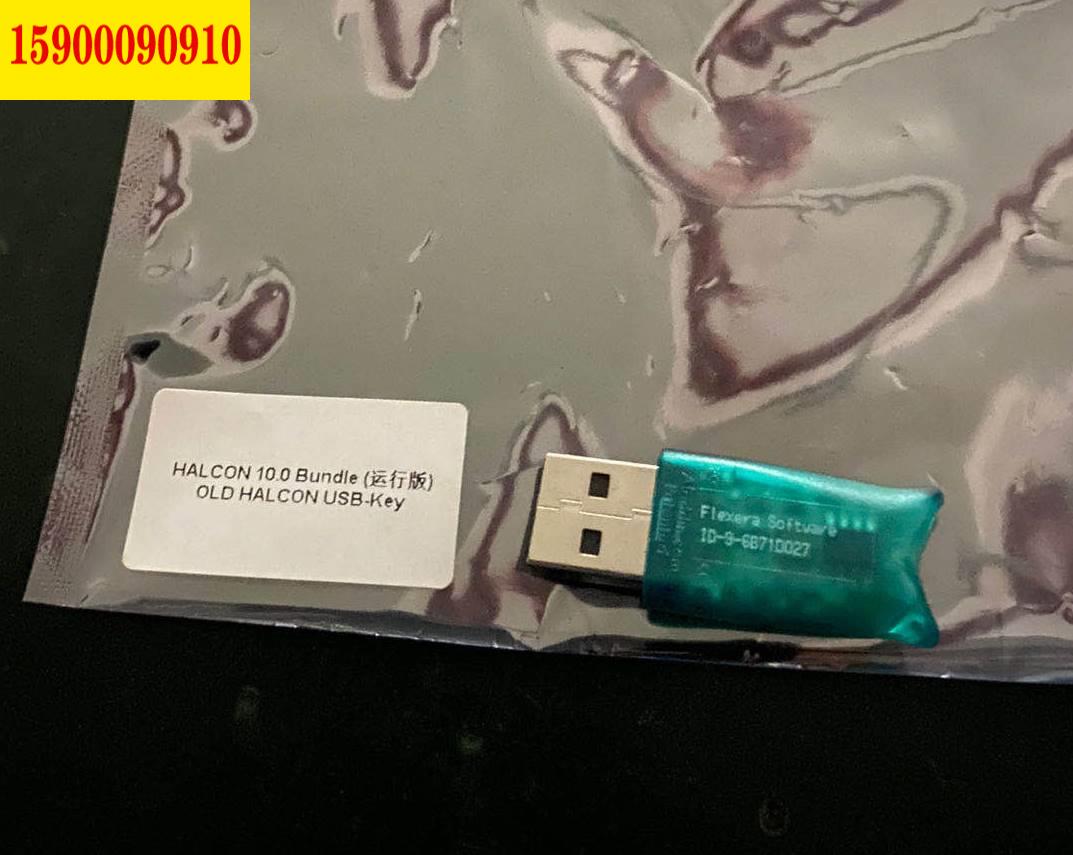 15900090910
HALCON 10.0 Bundle (运行版)
OLD HALCON USB-Key
Flexera Software
ID-9-6B71D027